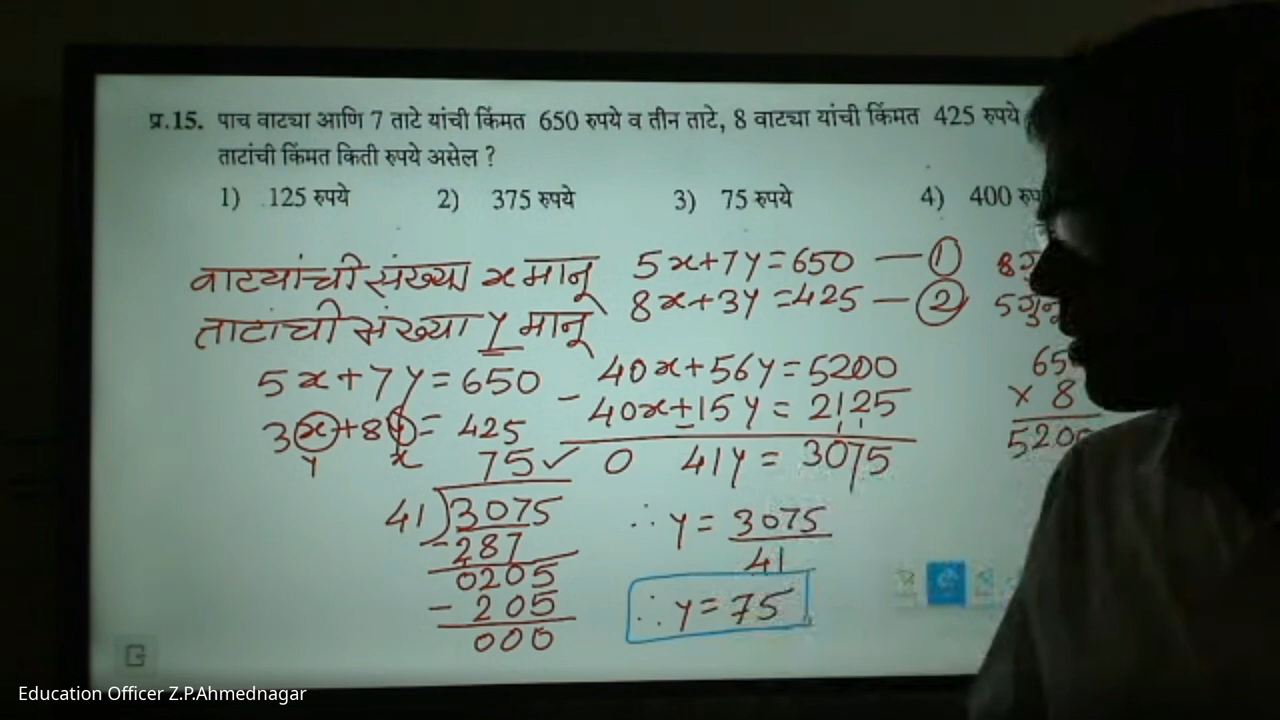 प्र.15. पाच वाट्या आणि 7 ताटे यांची किंमत 650 रुपये व तीन ताटे, 8 वाट्या यांची किंमत 425 रुपये
ताटांची किंमत किती रुपये असेल ?
1) 125 रुपये 2) 375 रुपये 3) 75 रुपये 4) 400
वाटयांची संख्या x मानू 5x+7y=650 — 1
ताटांची संख्या y मानू 8x+3y=425 — 2
5x+7y=650
3x+8y=425
y x
40x+56y=5200
- 40x±15y=2125
0 41y=3075
∴ y=3075
41
∴ y=75
75✓
41)3075
-287
0205
- 205
000
8
5
× 8
Education Officer Z.P.Ahmednagar